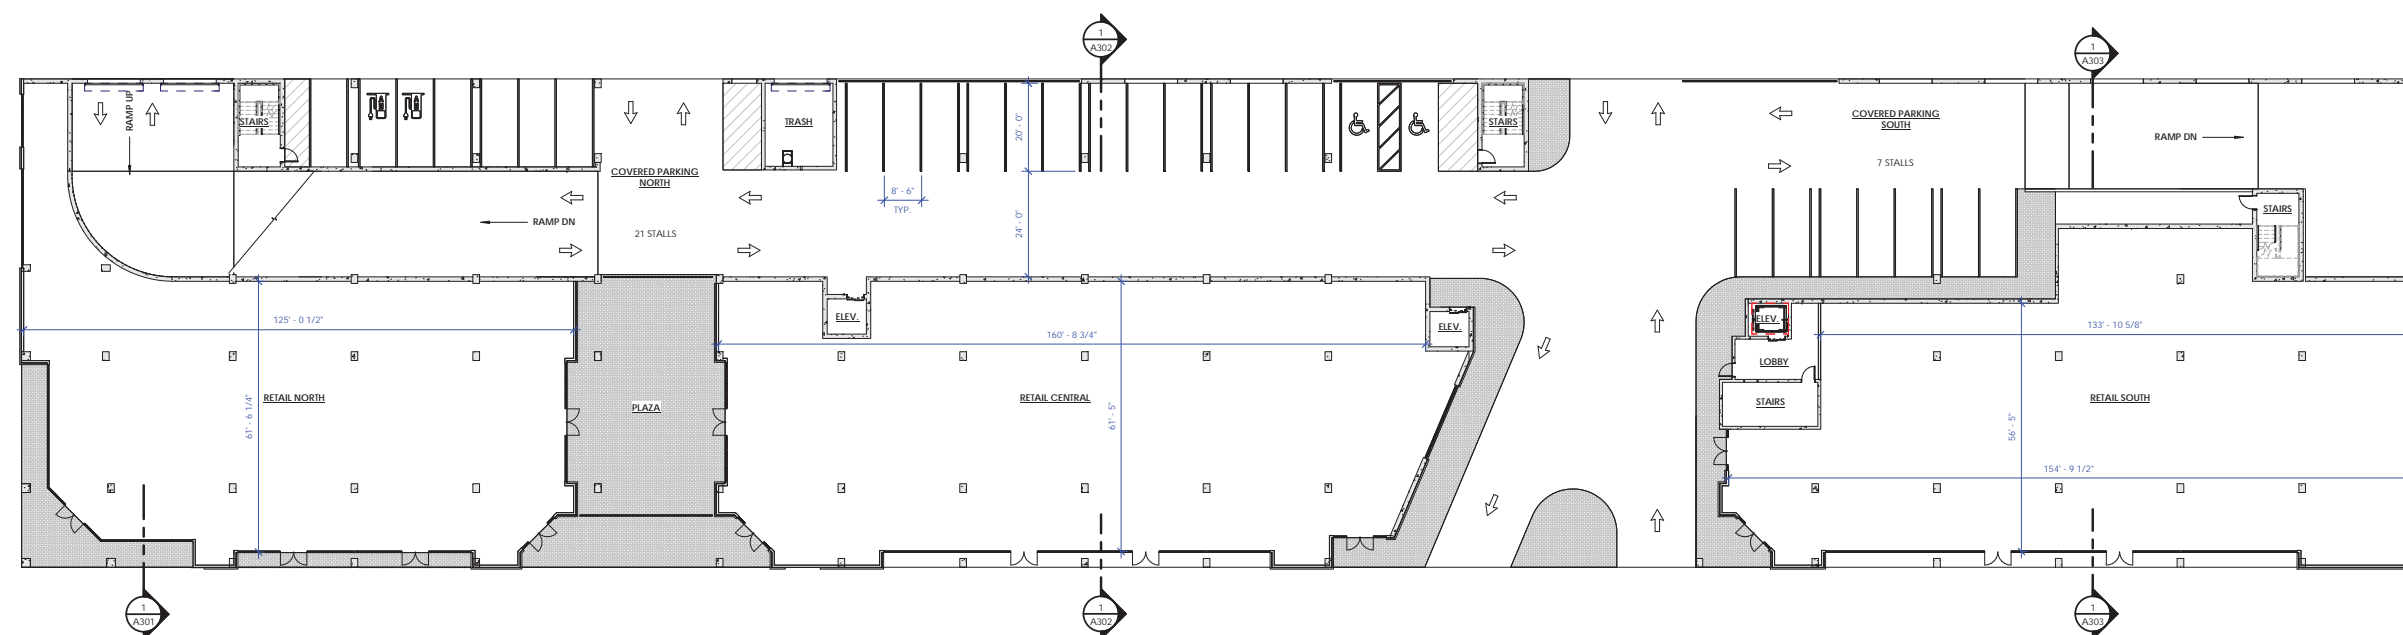 1
A302
1
A303
RAMP UP
STAIRS
TRASH
20' - 0"
STAIRS
COVERED PARKING
SOUTH
RAMP DN
7 STALLS
COVERED PARKING
NORTH
8' - 6"
TYP.
RAMP DN
21 STALLS
24' - 0"
STAIRS
125' - 0 1/2"
ELEV.
160' - 8 3/4"
ELEV.
ELEV.
133' - 10 5/8"
LOBBY
RETAIL NORTH
61' - 6 1/4"
PLAZA
RETAIL CENTRAL
61' - 5"
STAIRS
RETAIL SOUTH
56' - 5"
154' - 9 1/2"
1
A301
1
A302
1
A303